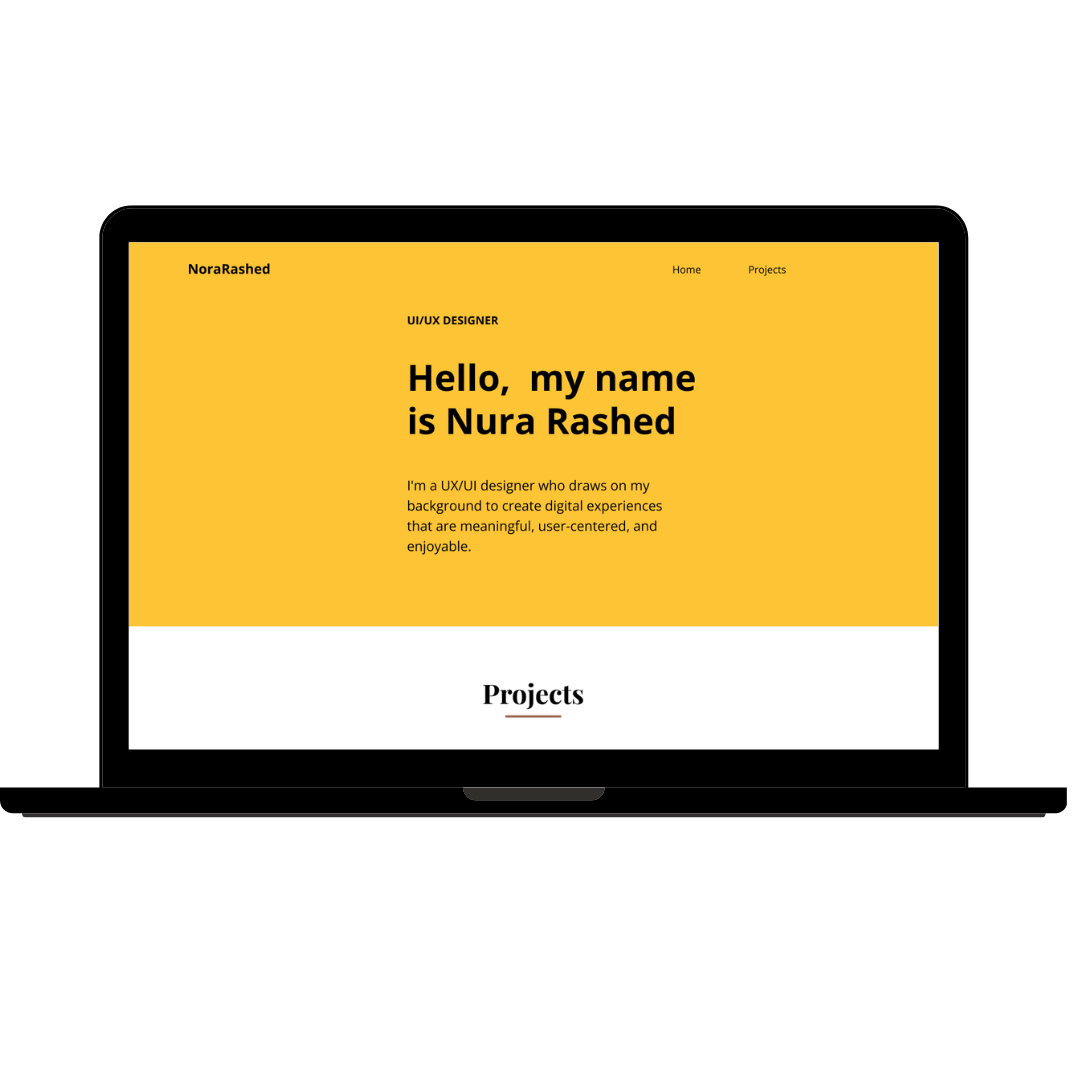 NoraRashed
Home Projects
UI/UX DESIGNER
Hello,  my name
is Nura Rashed
I'm a UX/UI designer who draws on my
background to create digital experiences
that are meaningful, user-centered, and
enjoyable.
Projects